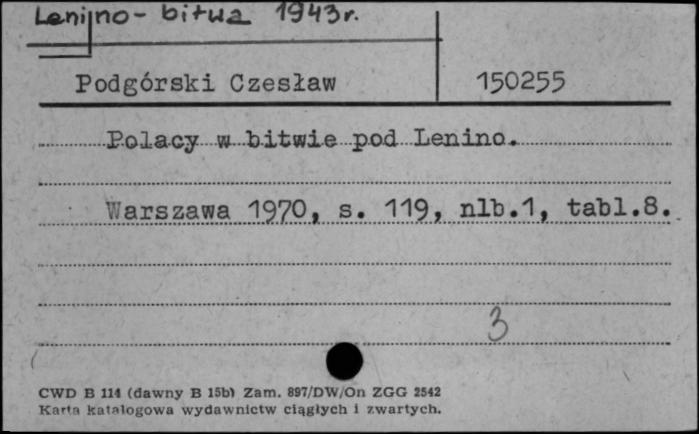 Lenino - bitwa 1943r.
Podgórski Czesław 150255
Polacy w bitwie pod Lenino.
Warszawa 1970, s. 119, nlb.1, tabl.8.
3
CWD B 114 (dawny B 15b) Zam. 897/DW/On ZGG 2542
Karta katalogowa wydawnictw ciągłych i zwartych.